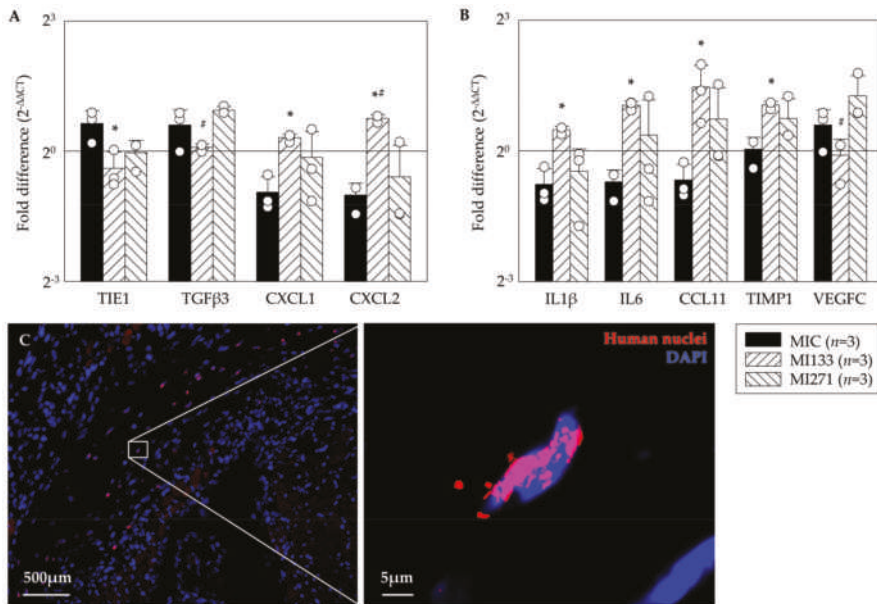 A
B
2³
2³
Fold difference (2^-ΔΔCT)
Fold difference (2^-ΔΔCT)
* # * *#
* * * * #
2⁰
2⁰
2⁻³
2⁻³
TIE1 TGFβ3 CXCL1 CXCL2
IL1β IL6 CCL11 TIMP1 VEGFC
C
Human nuclei
DAPI
MIC (n=3)
MI133 (n=3)
MI271 (n=3)
500μm
5μm